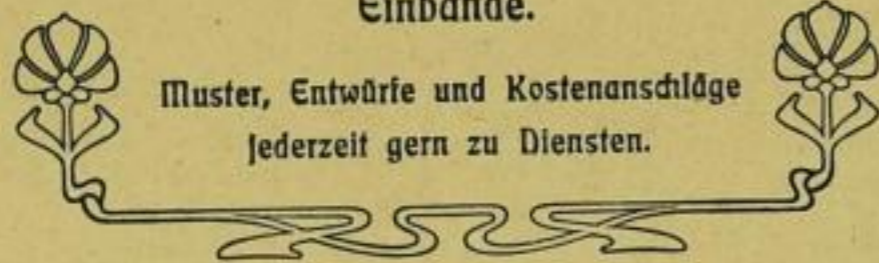 Einbände.
Muster, Entwürfe und Kostenanschläge
jederzeit gern zu Diensten.